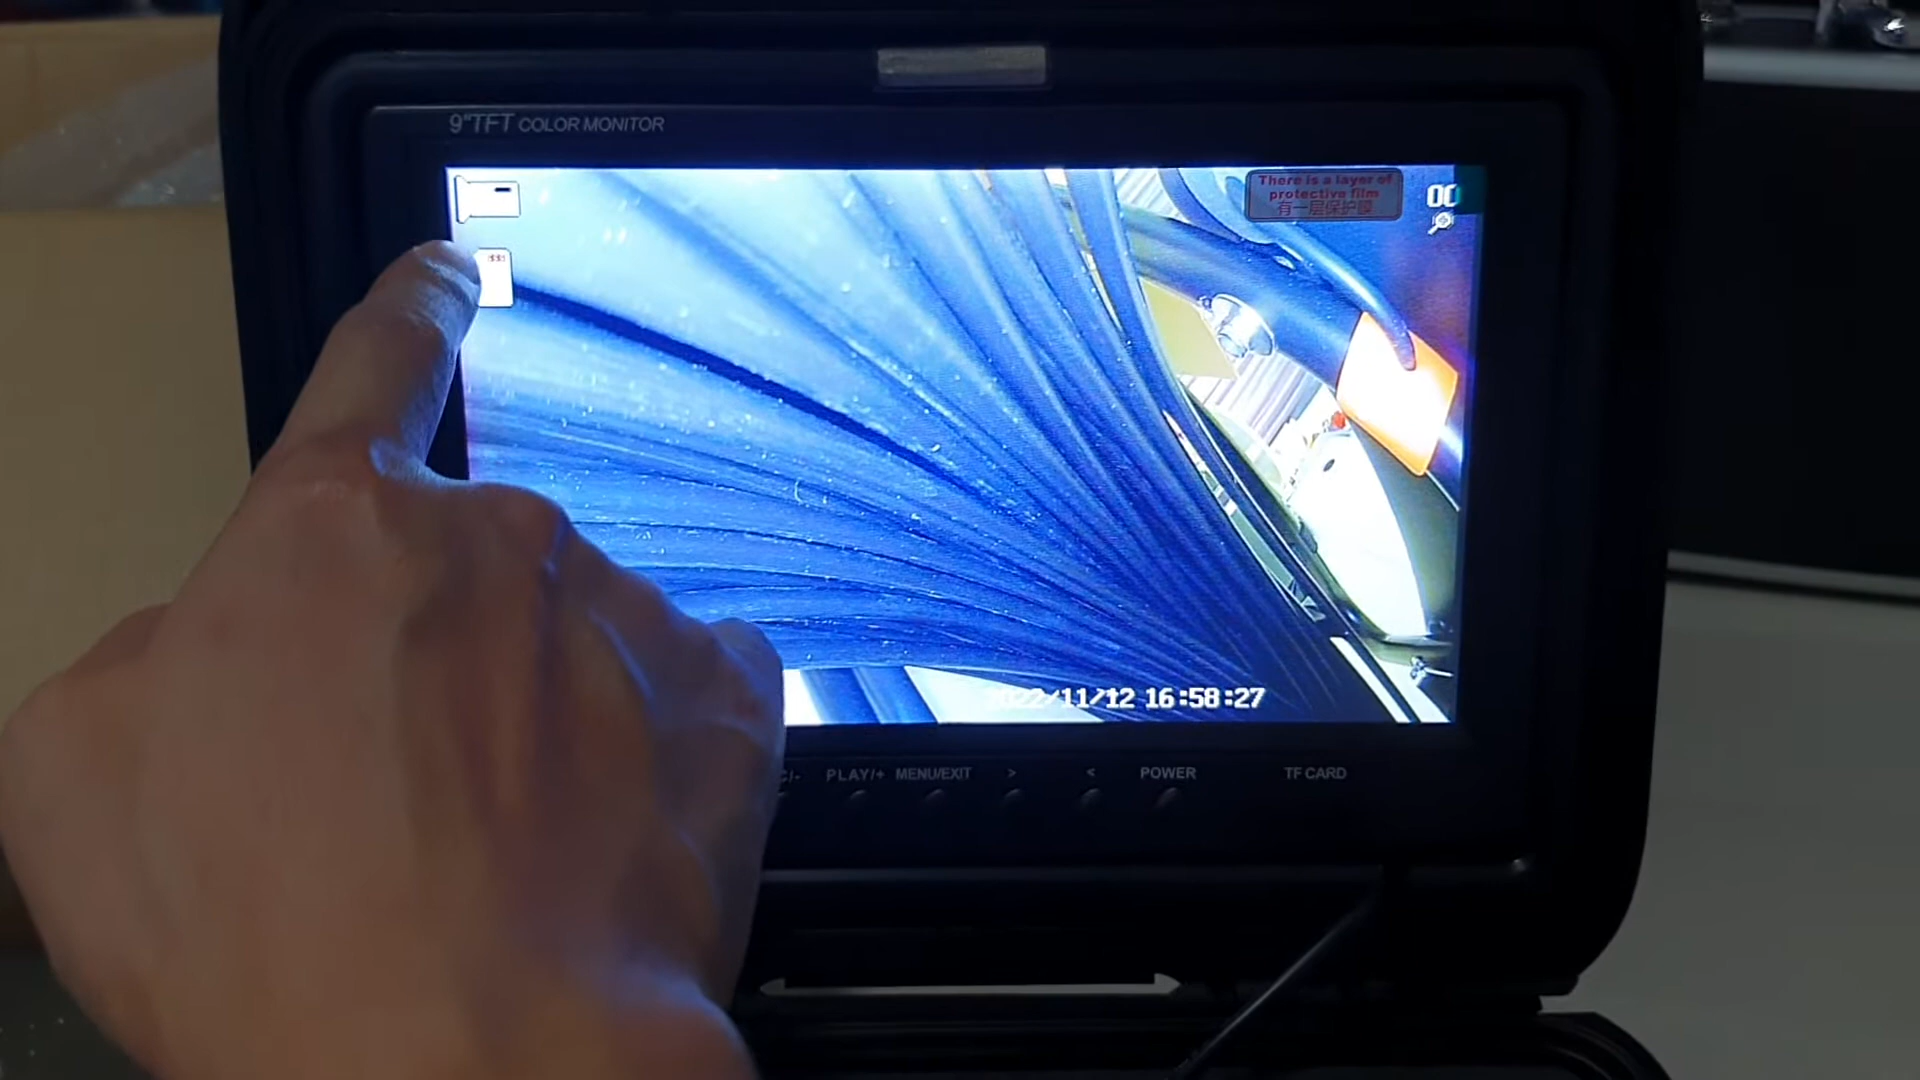 9"TFT COLOR MONITOR
There is a layer of
protective film
有一层保护膜
00
2022/11/12 16:58:27
PLAY/+ MENU/EXIT > < POWER TF CARD